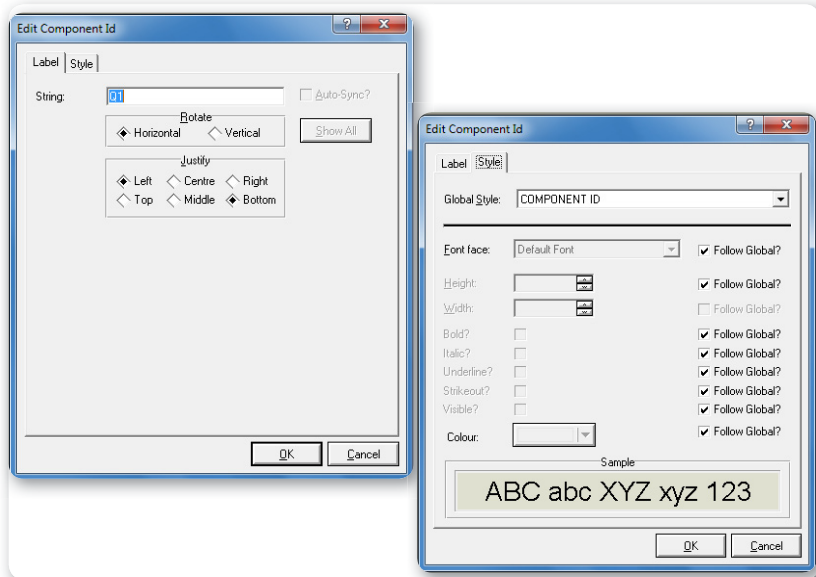 Edit Component Id
Label Style
String: Q1 Auto-Sync?
Rotate
Horizontal Vertical Show All
Justify
Left Centre Right
Top Middle Bottom
OK Cancel
Edit Component Id
Label Style
Global Style: COMPONENT ID
Font face: Default Font Follow Global?
Height: Follow Global?
Width: Follow Global?
Bold? Follow Global?
Italic? Follow Global?
Underline? Follow Global?
Strikeout? Follow Global?
Visible? Follow Global?
Colour: Follow Global?
Sample
ABC abc XYZ xyz 123
OK Cancel